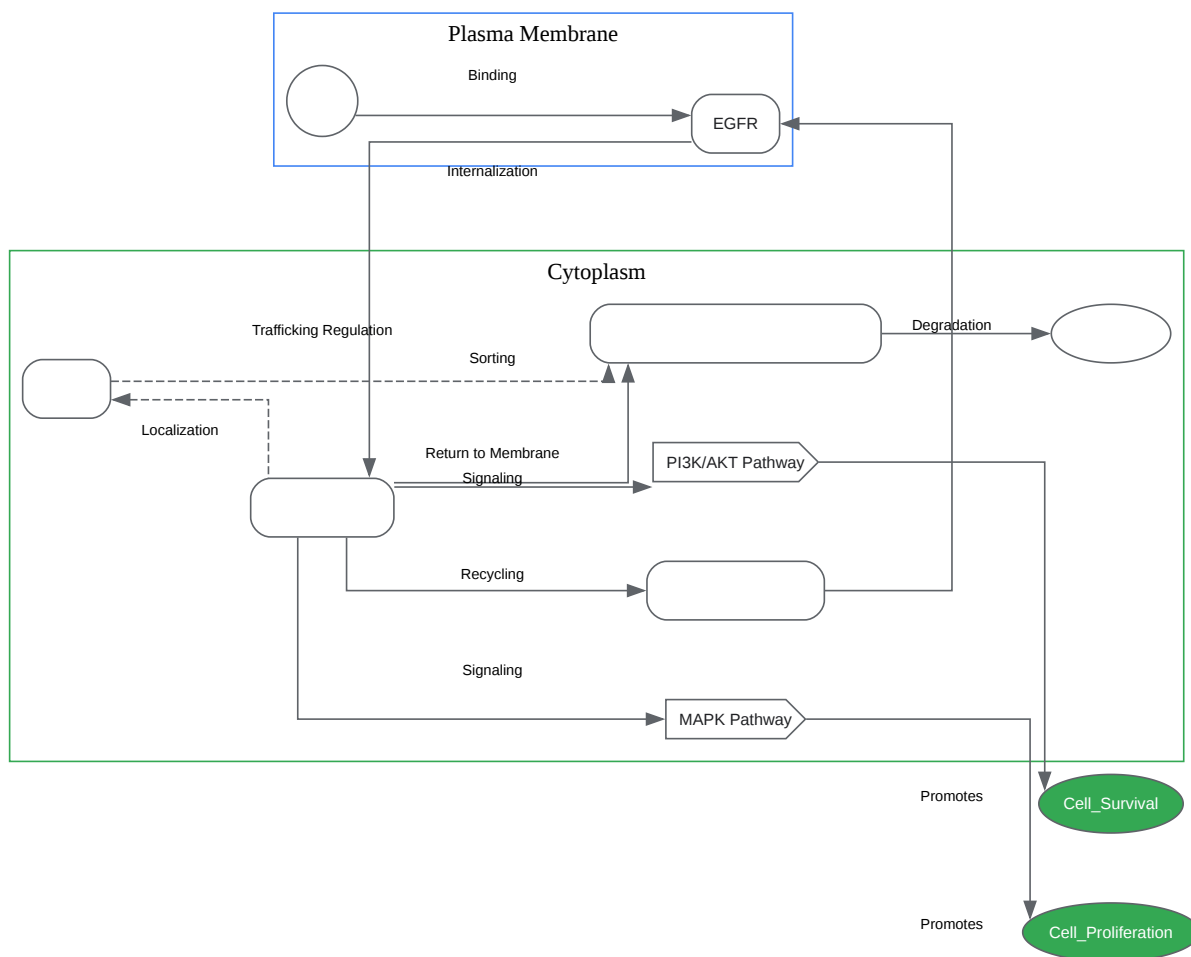 Plasma Membrane
Binding
EGFR
Internalization
Cytoplasm
Degradation
Trafficking Regulation
Sorting
Localization
Return to Membrane
PI3K/AKT Pathway
Signaling
Recycling
Signaling
MAPK Pathway
Promotes
Cell_Survival
Promotes
Cell_Proliferation